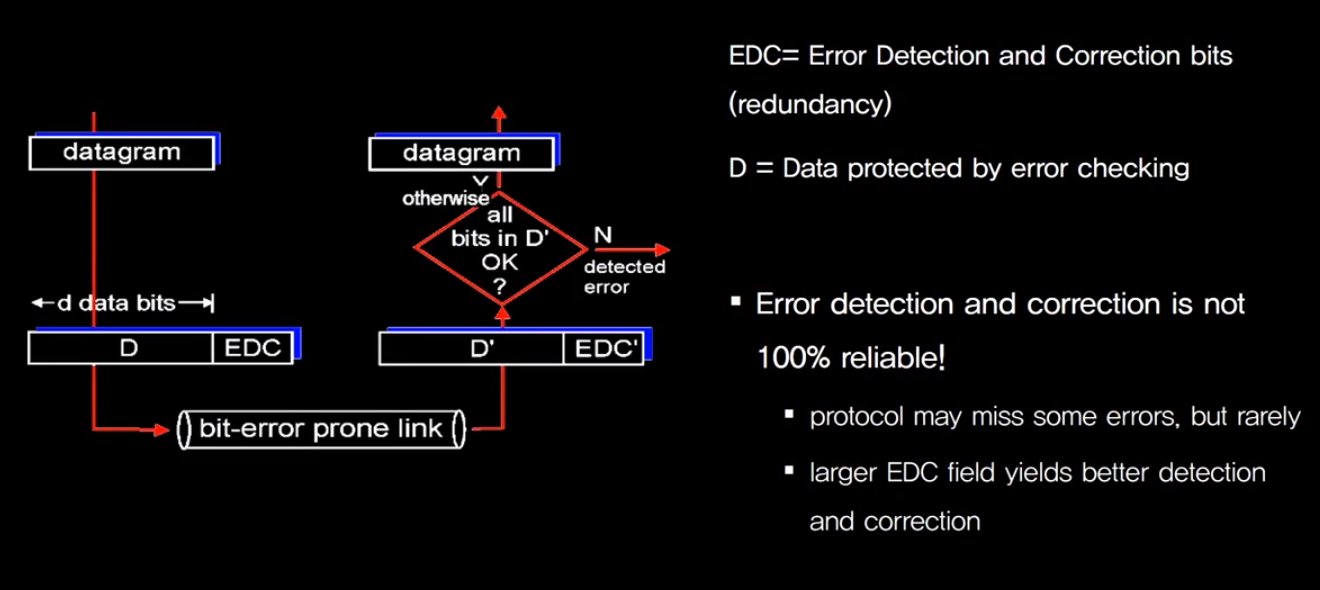 datagram
datagram
otherwise
all
bits in D'
OK
?
N
detected
error
d data bits
D
EDC
D'
EDC'
bit-error prone link
EDC= Error Detection and Correction bits
(redundancy)
D = Data protected by error checking
▪ Error detection and correction is not
100% reliable!
▪ protocol may miss some errors, but rarely
▪ larger EDC field yields better detection
and correction